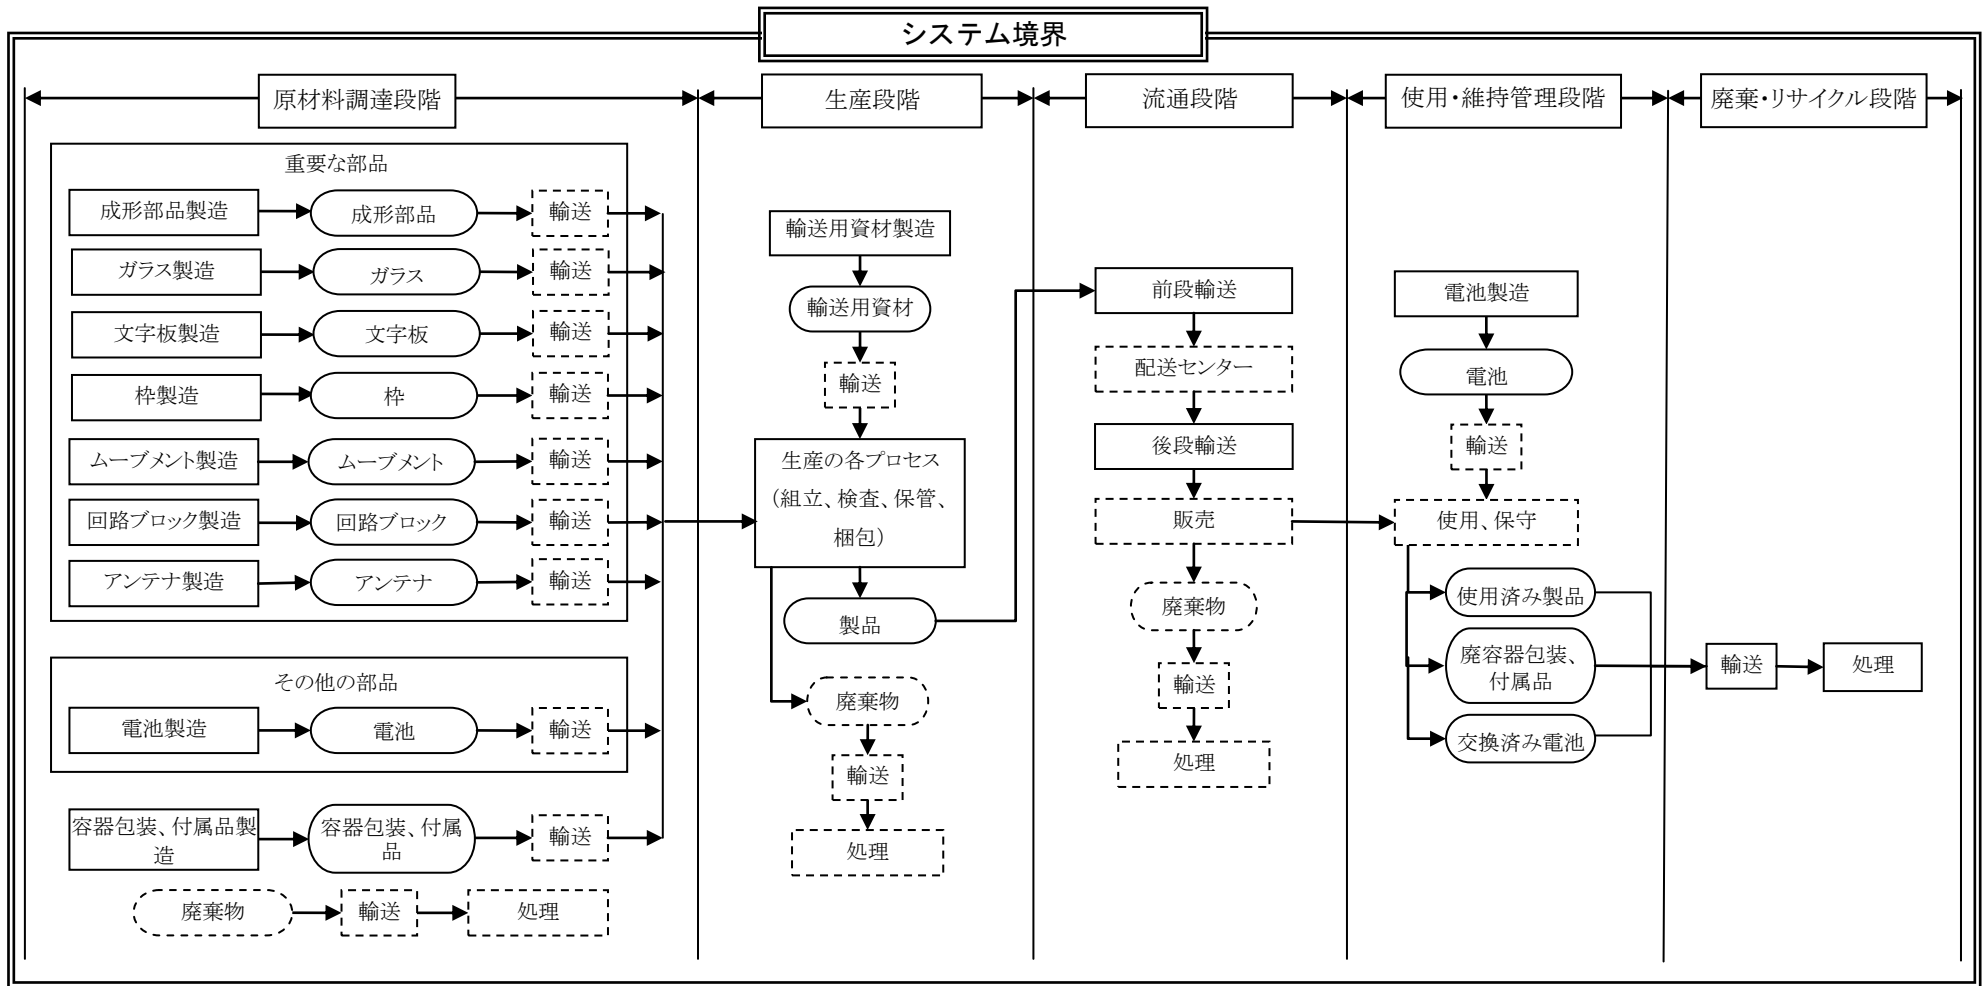 システム境界
原材料調達段階
生産段階
流通段階
使用・維持管理段階
廃棄・リサイクル段階
重要な部品
成形部品製造
成形部品
輸送
ガラス製造
ガラス
輸送
文字板製造
文字板
輸送
枠製造
枠
輸送
ムーブメント製造
ムーブメント
輸送
回路ブロック製造
回路ブロック
輸送
アンテナ製造
アンテナ
輸送
その他の部品
電池製造
電池
輸送
容器包装、付属品製
造
容器包装、付属
品
輸送
廃棄物
輸送
処理
輸送用資材製造
輸送用資材
輸送
生産の各プロセス
（組立、検査、保管、
梱包）
製品
廃棄物
輸送
処理
前段輸送
配送センター
後段輸送
販売
廃棄物
輸送
処理
電池製造
電池
輸送
使用、保守
使用済み製品
廃容器包装、
付属品
交換済み電池
輸送
処理